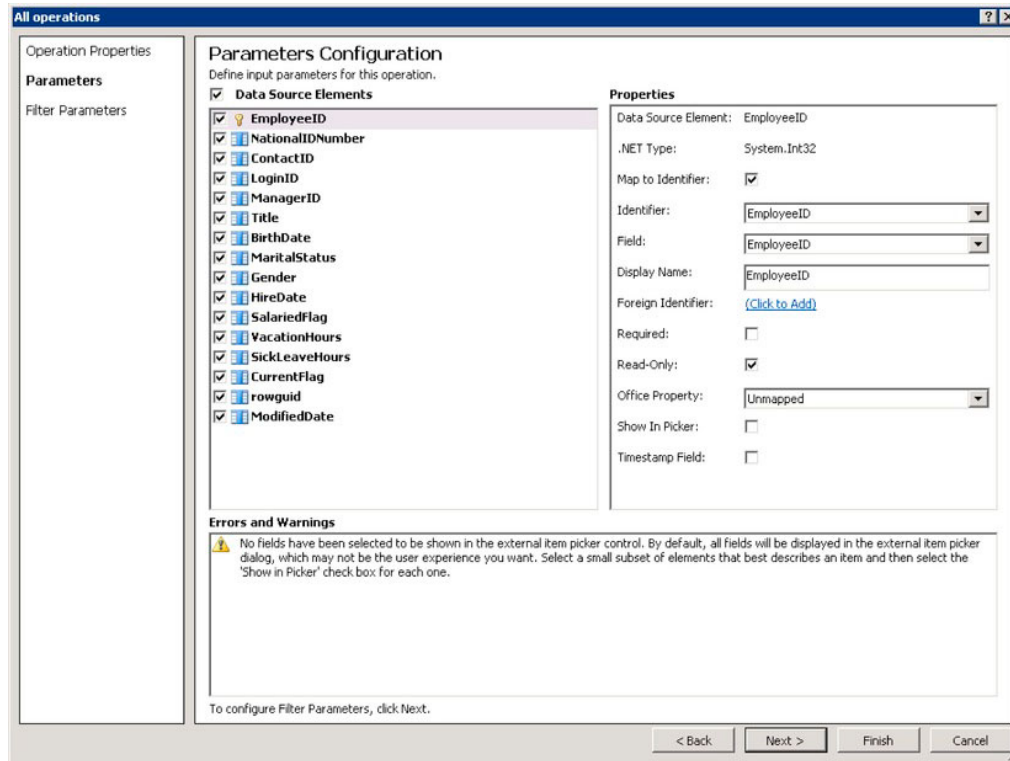 All operations
Operation Properties
Parameters
Filter Parameters
Parameters Configuration
Define input parameters for this operation.
Data Source Elements
EmployeeID
NationalIDNumber
ContactID
LoginID
ManagerID
Title
BirthDate
MaritalStatus
Gender
HireDate
SalariedFlag
VacationHours
SickLeaveHours
CurrentFlag
rowguid
ModifiedDate
Properties
Data Source Element: EmployeeID
.NET Type: System.Int32
Map to Identifier:
Identifier: EmployeeID
Field: EmployeeID
Display Name: EmployeeID
Foreign Identifier: (Click to Add)
Required:
Read-Only:
Office Property: Unmapped
Show In Picker:
Timestamp Field:
Errors and Warnings
No fields have been selected to be shown in the external item picker control. By default, all fields will be displayed in the external item picker
dialog, which may not be the user experience you want. Select a small subset of elements that best describes an item and then select the
'Show in Picker' check box for each one.
To configure Filter Parameters, click Next.
< Back Next > Finish Cancel